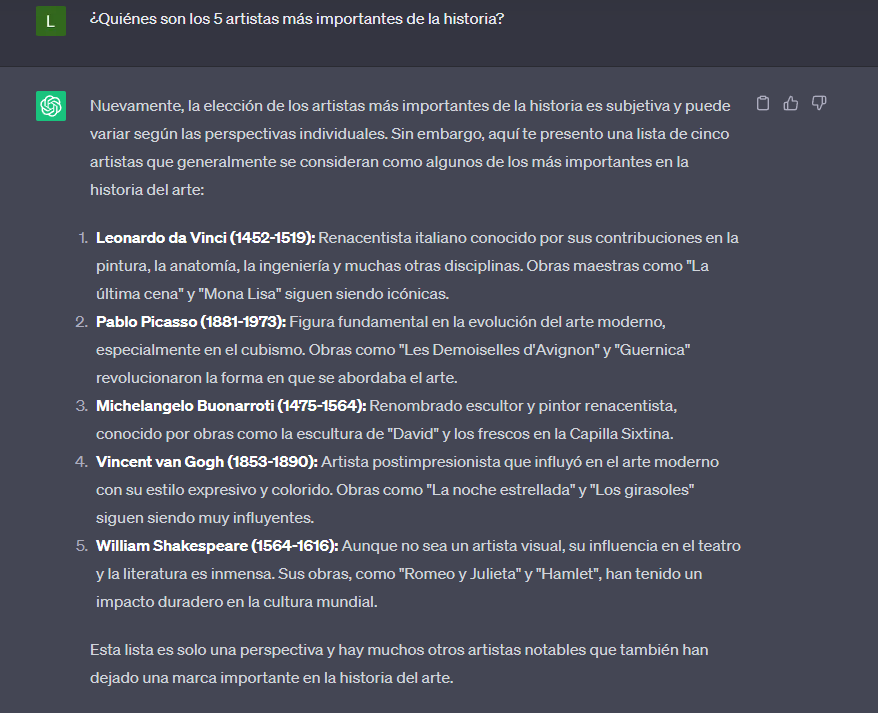 L
¿Quiénes son los 5 artistas más importantes de la historia?
Nuevamente, la elección de los artistas más importantes de la historia es subjetiva y puede
variar según las perspectivas individuales. Sin embargo, aquí te presento una lista de cinco
artistas que generalmente se consideran como algunos de los más importantes en la
historia del arte:
1. Leonardo da Vinci (1452-1519): Renacentista italiano conocido por sus contribuciones en la
pintura, la anatomía, la ingeniería y muchas otras disciplinas. Obras maestras como "La
última cena" y "Mona Lisa" siguen siendo icónicas.
2. Pablo Picasso (1881-1973): Figura fundamental en la evolución del arte moderno,
especialmente en el cubismo. Obras como "Les Demoiselles d'Avignon" y "Guernica"
revolucionaron la forma en que se abordaba el arte.
3. Michelangelo Buonarroti (1475-1564): Renombrado escultor y pintor renacentista,
conocido por obras como la escultura de "David" y los frescos en la Capilla Sixtina.
4. Vincent van Gogh (1853-1890): Artista postimpresionista que influyó en el arte moderno
con su estilo expresivo y colorido. Obras como "La noche estrellada" y "Los girasoles"
siguen siendo muy influyentes.
5. William Shakespeare (1564-1616): Aunque no sea un artista visual, su influencia en el teatro
y la literatura es inmensa. Sus obras, como "Romeo y Julieta" y "Hamlet", han tenido un
impacto duradero en la cultura mundial.
Esta lista es solo una perspectiva y hay muchos otros artistas notables que también han
dejado una marca importante en la historia del arte.